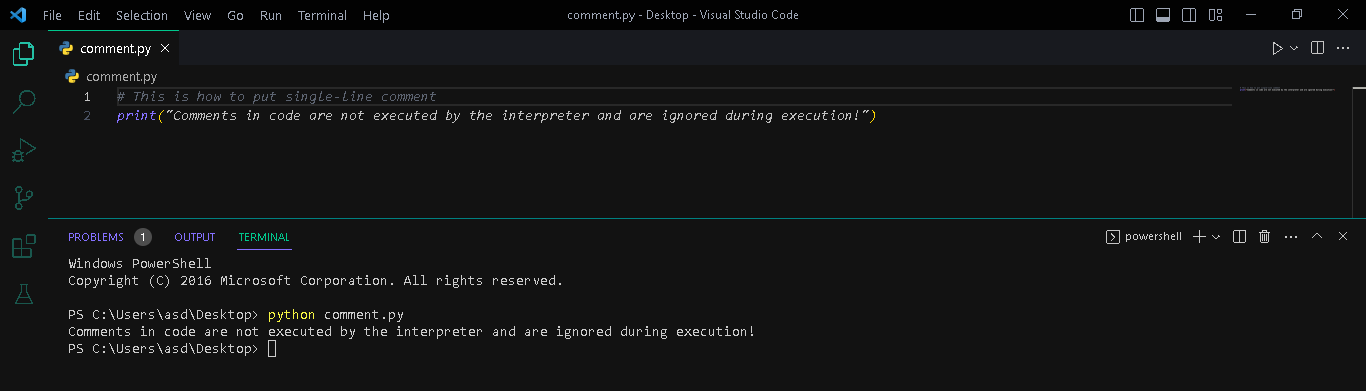 File Edit Selection View Go Run Terminal Help comment.py - Desktop - Visual Studio Code
comment.py
comment.py
1 # This is how to put single-line comment
2 print("Comments in code are not executed by the interpreter and are ignored during execution!")
PROBLEMS 1 OUTPUT TERMINAL powershell
Windows PowerShell
Copyright (C) 2016 Microsoft Corporation. All rights reserved.
PS C:\Users\asd\Desktop> python comment.py
Comments in code are not executed by the interpreter and are ignored during execution!
PS C:\Users\asd\Desktop>